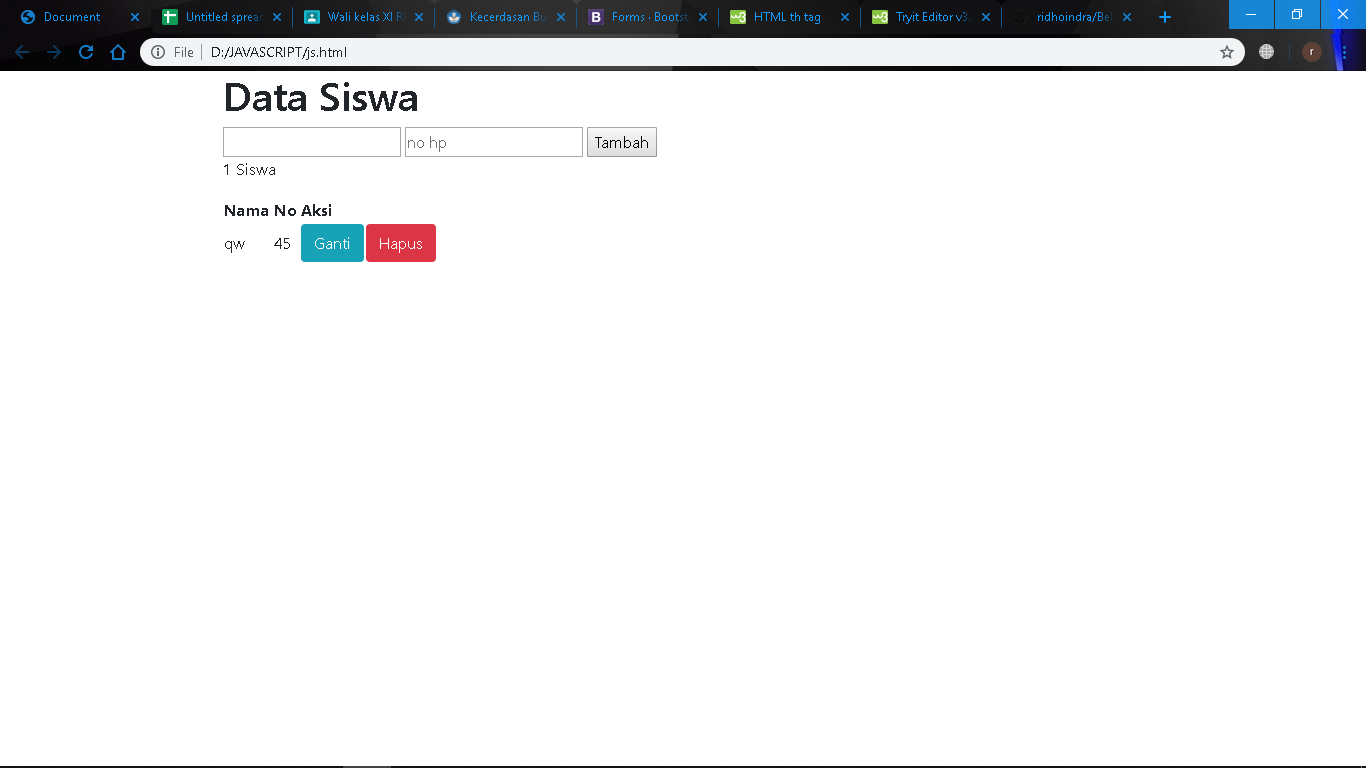 Document
Untitled sprea
Wali kelas XI R
Kecerdasan Bu
Forms · Bootst
HTML th tag
Tryit Editor v3.
ridhoindra/Bel
File
D:/JAVASCRIPT/js.html
r
Data Siswa
no hp
Tambah
1 Siswa
Nama No Aksi
qw 45 Ganti Hapus